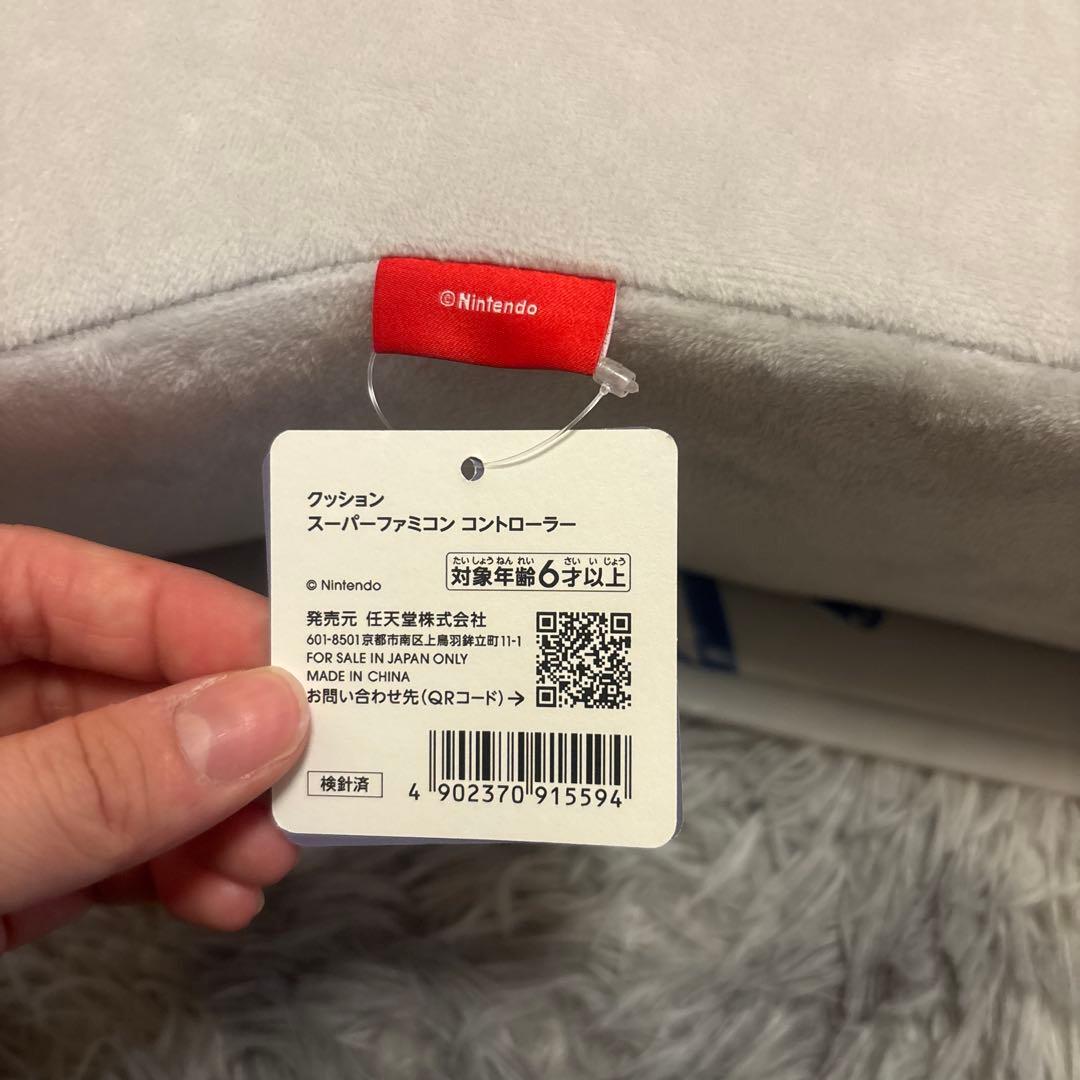 ©Nintendo
クッション
スーパーファミコン コントローラー
たいしょうねんれい さいいじょう
対象年齢6才以上
© Nintendo
発売元 任天堂株式会社
601-8501京都市南区上鳥羽鉾立町11-1
FOR SALE IN JAPAN ONLY
MADE IN CHINA
お問い合わせ先(QRコード)→
検針済
4 902370 915594